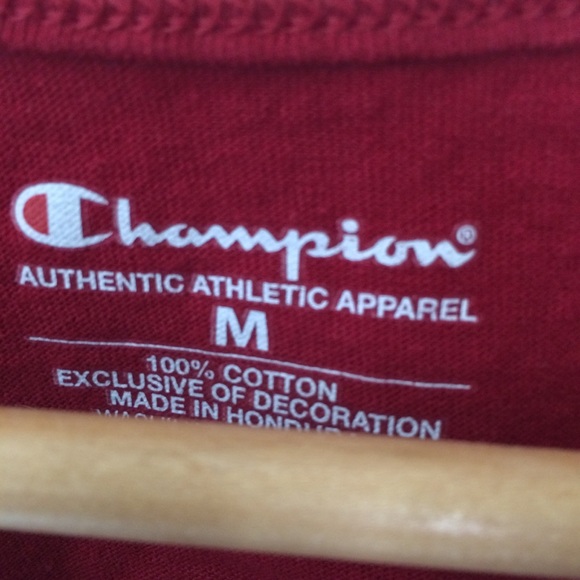 Champion®
AUTHENTIC ATHLETIC APPAREL
M
100% COTTON
EXCLUSIVE OF DECORATION
MADE IN